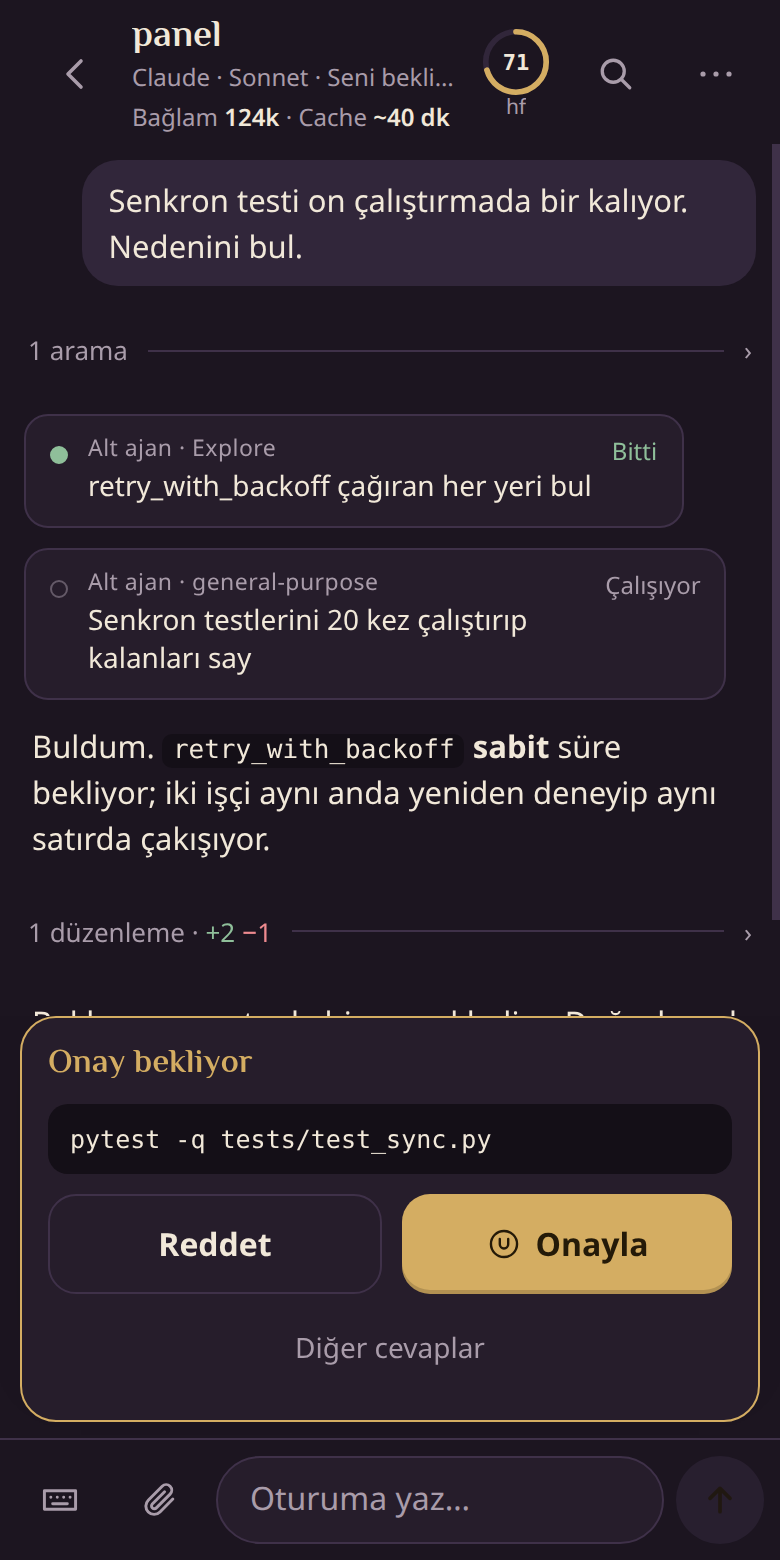 panel
Claude · Sonnet · Seni bekli...
Bağlam 124k · Cache ~40 dk
71
hf
Senkron testi on çalıştırmada bir kalıyor.
Nedenini bul.
1 arama
Alt ajan · Explore
Bitti
retry_with_backoff çağıran her yeri bul
Alt ajan · general-purpose
Çalışıyor
Senkron testlerini 20 kez çalıştırıp
kalanları say
Buldum. retry_with_backoff sabit süre
bekliyor; iki işçi aynı anda yeniden deneyip aynı
satırda çakışıyor.
1 düzenleme · +2 −1
Onay bekliyor
pytest -q tests/test_sync.py
Reddet
Onayla
Diğer cevaplar
Oturuma yaz...